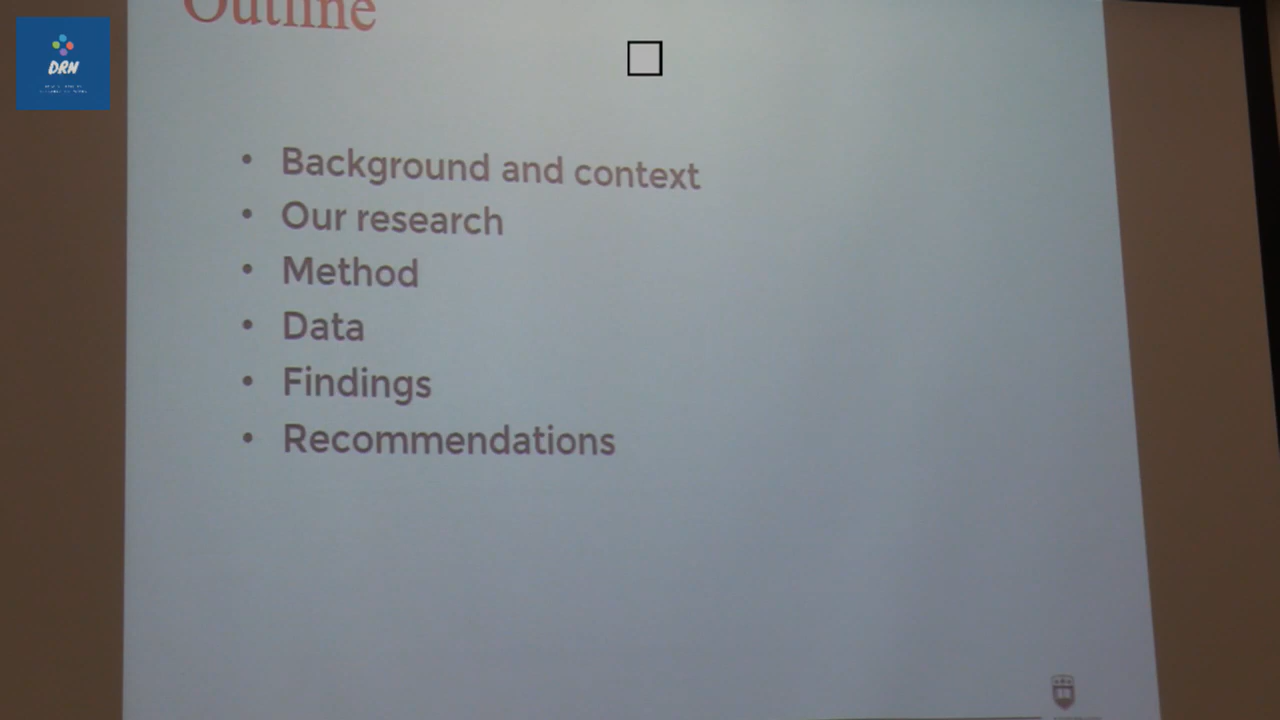 Outline
DRN
• Background and context
• Our research
• Method
• Data
• Findings
• Recommendations